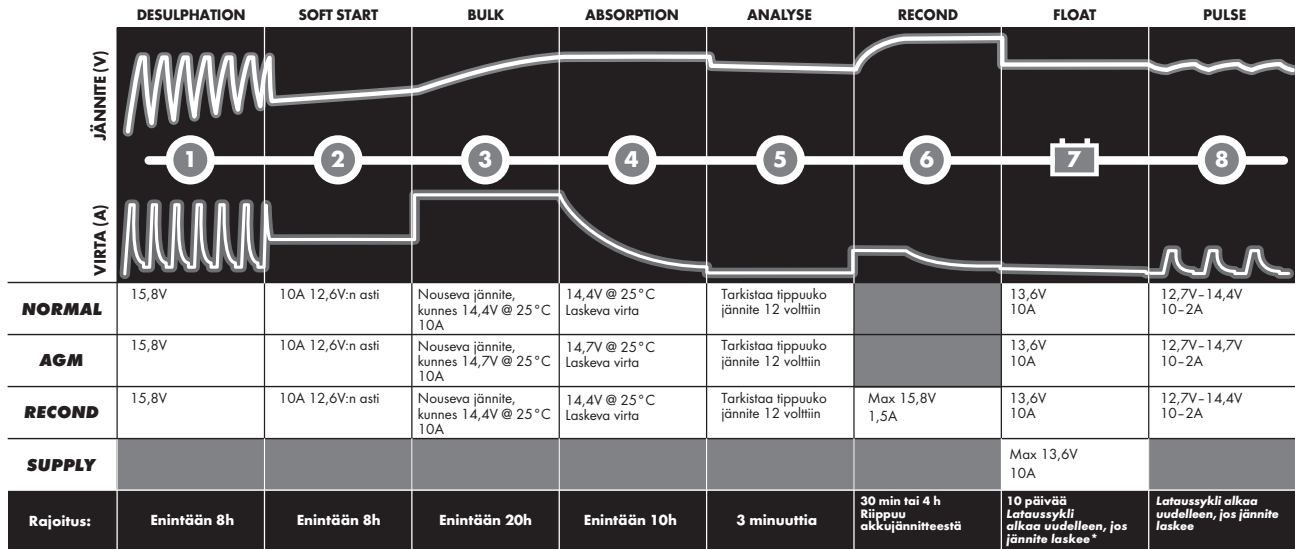 DESULPHATION SOFT START BULK ABSORPTION ANALYSE RECOND FLOAT PULSE
JÄNNITE (V)
1 2 3 4 5 6 7 8
VIRTA (A)
NORMAL
15,8V
10A 12,6V:n asti
Nouseva jännite,
kunnes 14,4V @ 25°C
10A
14,4V @ 25°C
Laskeva virta
Tarkistaa tippuuko
jännite 12 volttiin
13,6V
10A
12,7V–14,4V
10–2A
AGM
15,8V
10A 12,6V:n asti
Nouseva jännite,
kunnes 14,7V @ 25°C
10A
14,7V @ 25°C
Laskeva virta
Tarkistaa tippuuko
jännite 12 volttiin
13,6V
10A
12,7V–14,7V
10–2A
RECOND
15,8V
10A 12,6V:n asti
Nouseva jännite,
kunnes 14,4V @ 25°C
10A
14,4V @ 25°C
Laskeva virta
Tarkistaa tippuuko
jännite 12 volttiin
Max 15,8V
1,5A
13,6V
10A
12,7V–14,4V
10–2A
SUPPLY
Max 13,6V
10A
Rajoitus:
Enintään 8h
Enintään 8h
Enintään 20h
Enintään 10h
3 minuuttia
30 min tai 4 h
Riippuu
akkujännitteestä
10 päivää
Lataussykli
alkaa uudelleen, jos
jännite laskee*
Lataussykli alkaa
uudelleen, jos jännite
laskee